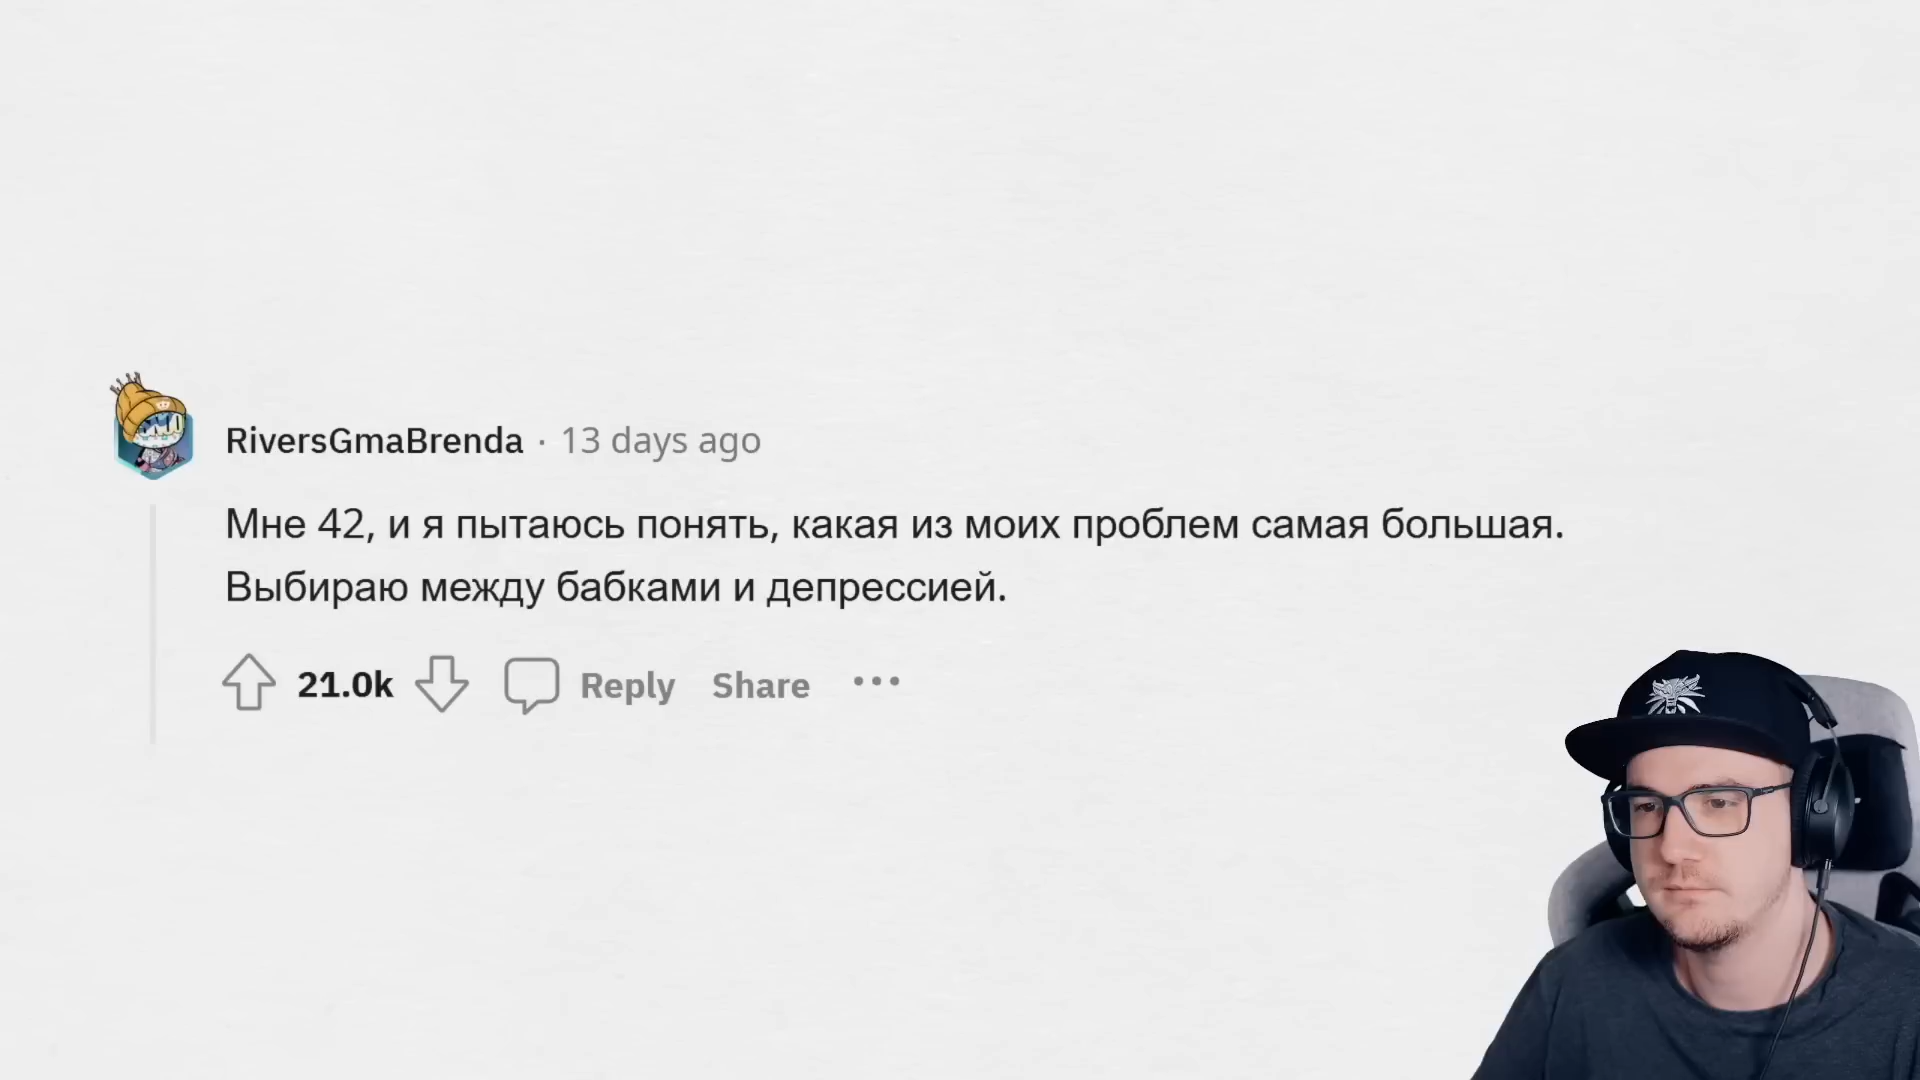 RiversGmaBrenda · 13 days ago
Мне 42, и я пытаюсь понять, какая из моих проблем самая большая.
Выбираю между бабками и депрессией.
21.0k Reply Share ···